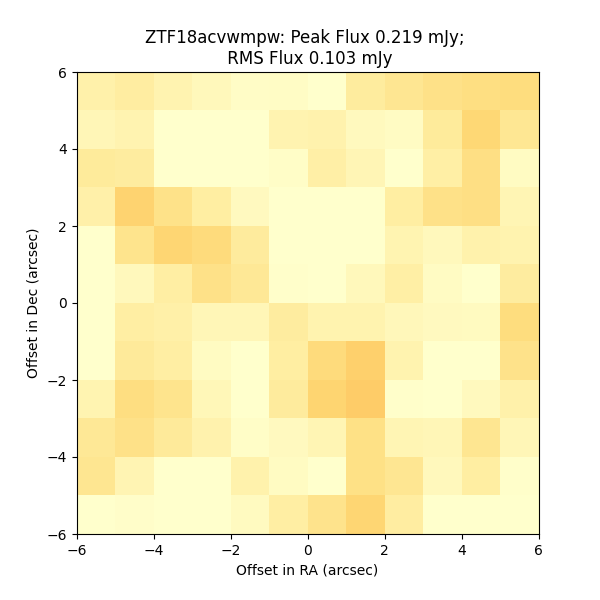 ZTF18acvwmpw: Peak Flux 0.219 mJy;
RMS Flux 0.103 mJy
6
4
2
0
−2
−4
−6
Offset in Dec (arcsec)
−6 −4 −2 0 2 4 6
Offset in RA (arcsec)